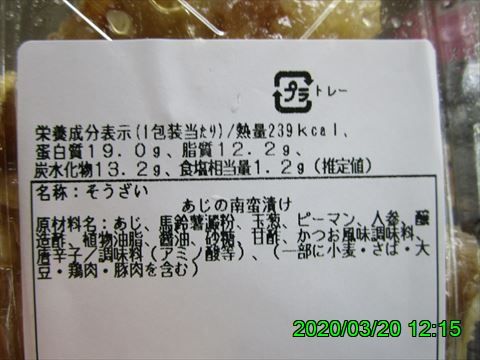 プラ トレー
栄養成分表示(1包装当たり)/熱量239kcal、
蛋白質19.0g、脂質12.2g、
炭水化物13.2g、食塩相当量1.2g(推定値)
名称:そうざい
あじの南蛮漬け
原材料名:あじ、馬鈴薯澱粉、玉葱、ピーマン、人参、醸
造酢、植物油脂、醤油、砂糖、甘酢、かつお風味調味料、
唐辛子/調味料(アミノ酸等)、(一部に小麦・さば・大
豆・鶏肉・豚肉を含む)
2020/03/20 12:15